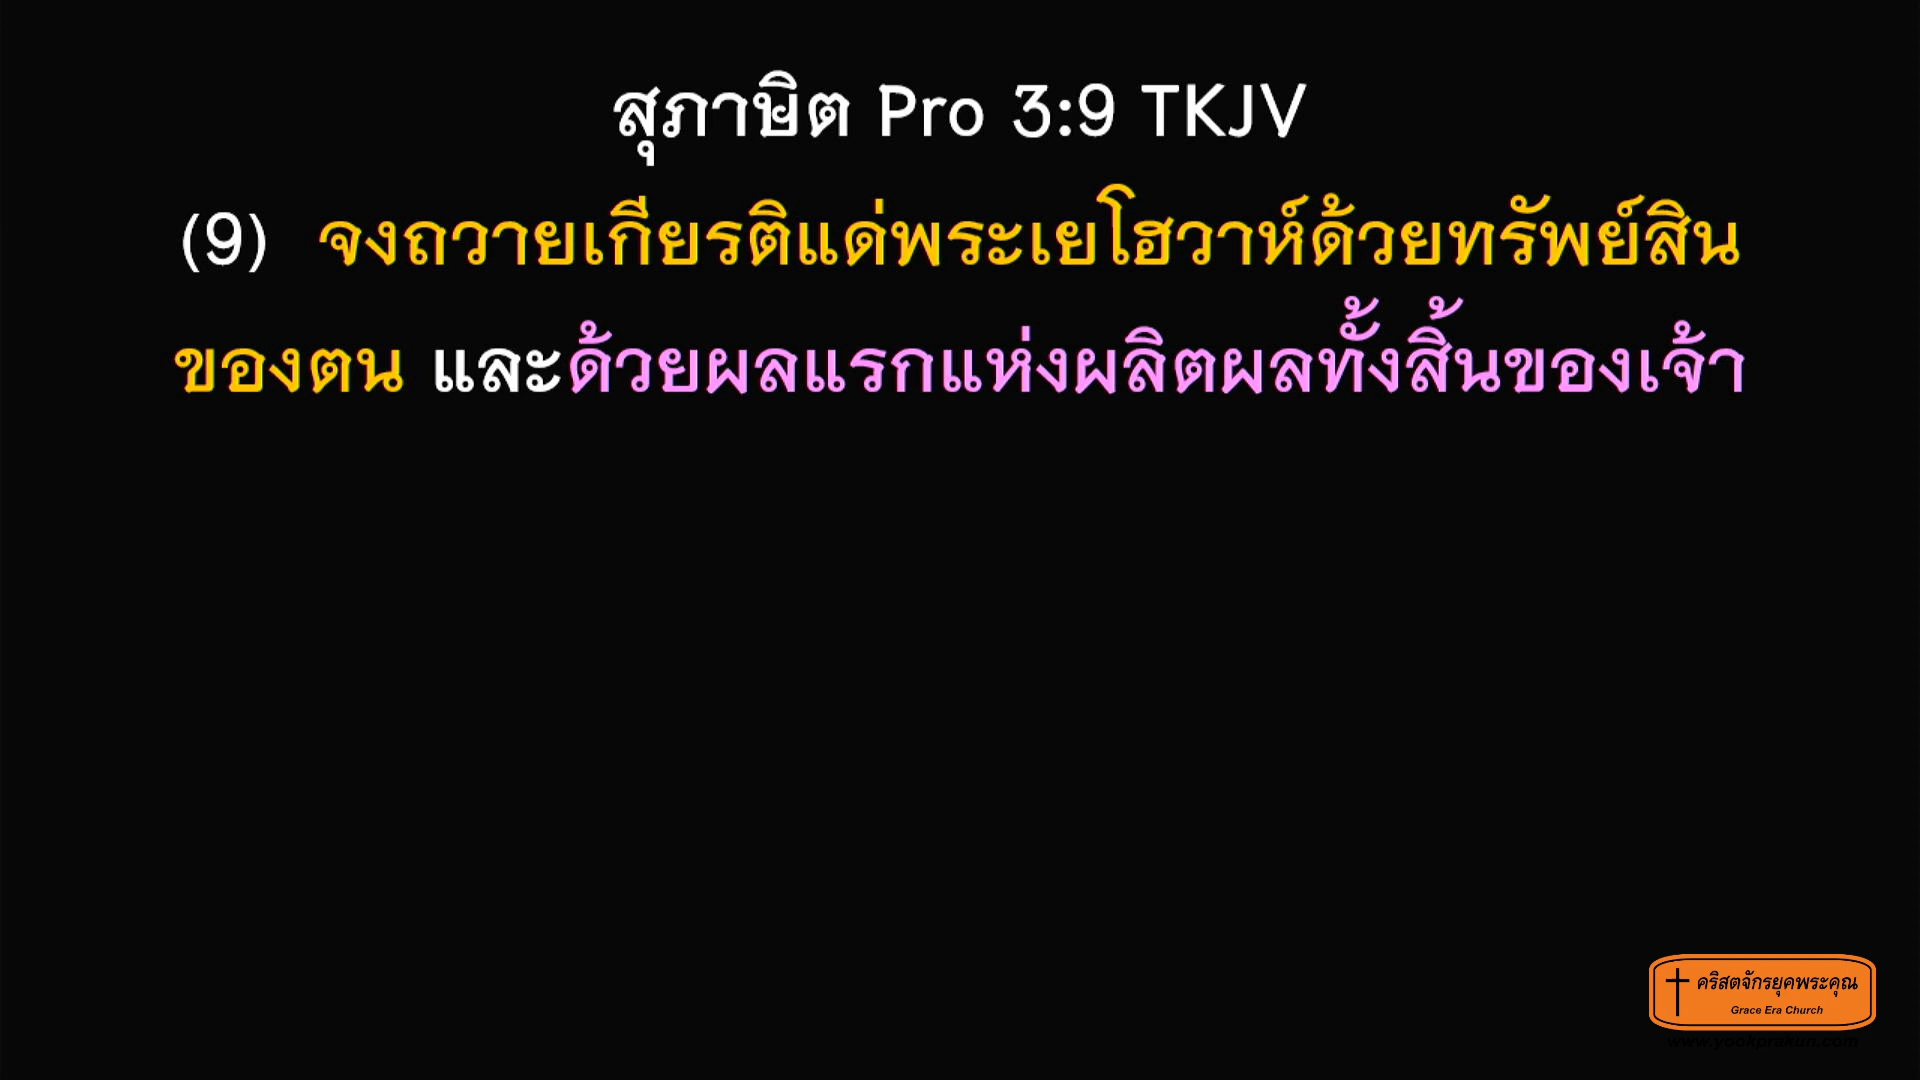 สุภาษิต Pro 3:9 TKJV
(9) จงถวายเกียรติแด่พระเยโฮวาห์ด้วยทรัพย์สิน
ของตน และด้วยผลแรกแห่งผลิตผลทั้งสิ้นของเจ้า
คริสตจักรยุคพระคุณ
Grace Era Church
www.yookprakun.com